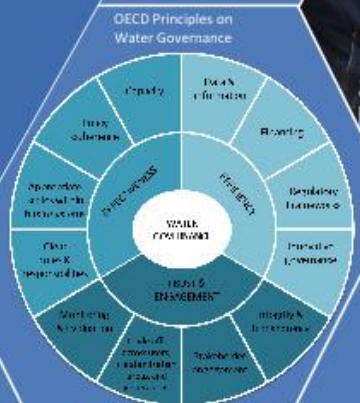 OECD Principles on
Water Governance
Capacity
Data &
information
Policy
coherence
Financing
Appropriate
scales within
basin systems
EFFECTIVENESS
EFFICIENCY
Regulatory
frameworks
WATER
GOVERNANCE
Clear
roles &
responsibilities
Innovative
governance
TRUST &
ENGAGEMENT
Monitoring
& evaluation
Integrity &
transparency
Stakeholder
engagement